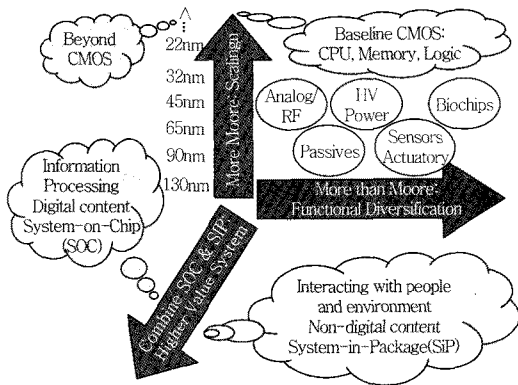 Beyond
CMOS
22nm
32nm
45nm
65nm
90nm
130nm
More Moore: Scalingn
Baseline CMOS:
CPU, Memory, Logic
Analog/
RF
HV
Power
Biochips
Passives
Sensors
Actuatory
More than Moore:
Functional Diversification
Information
Processing
Digital content
System-on-Chip
(SOC)
Combine SOC & SIP:
Higher Value System
Interacting with people
and environment
Non-digital content
System-in-Package(SiP)